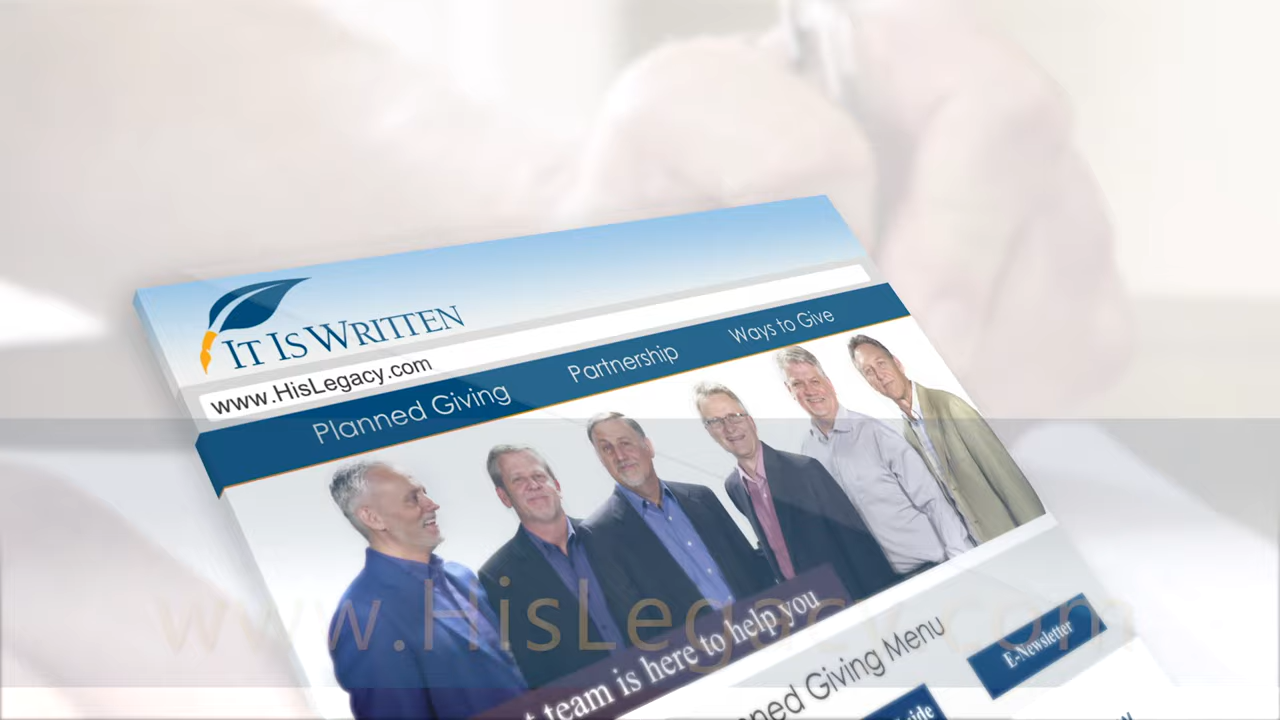 IT IS WRITTEN
www.HisLegacy.com
Planned Giving Partnership Ways to Give
team is here to help you
www.HisLegacy.com
Giving Menu
E-Newsletter